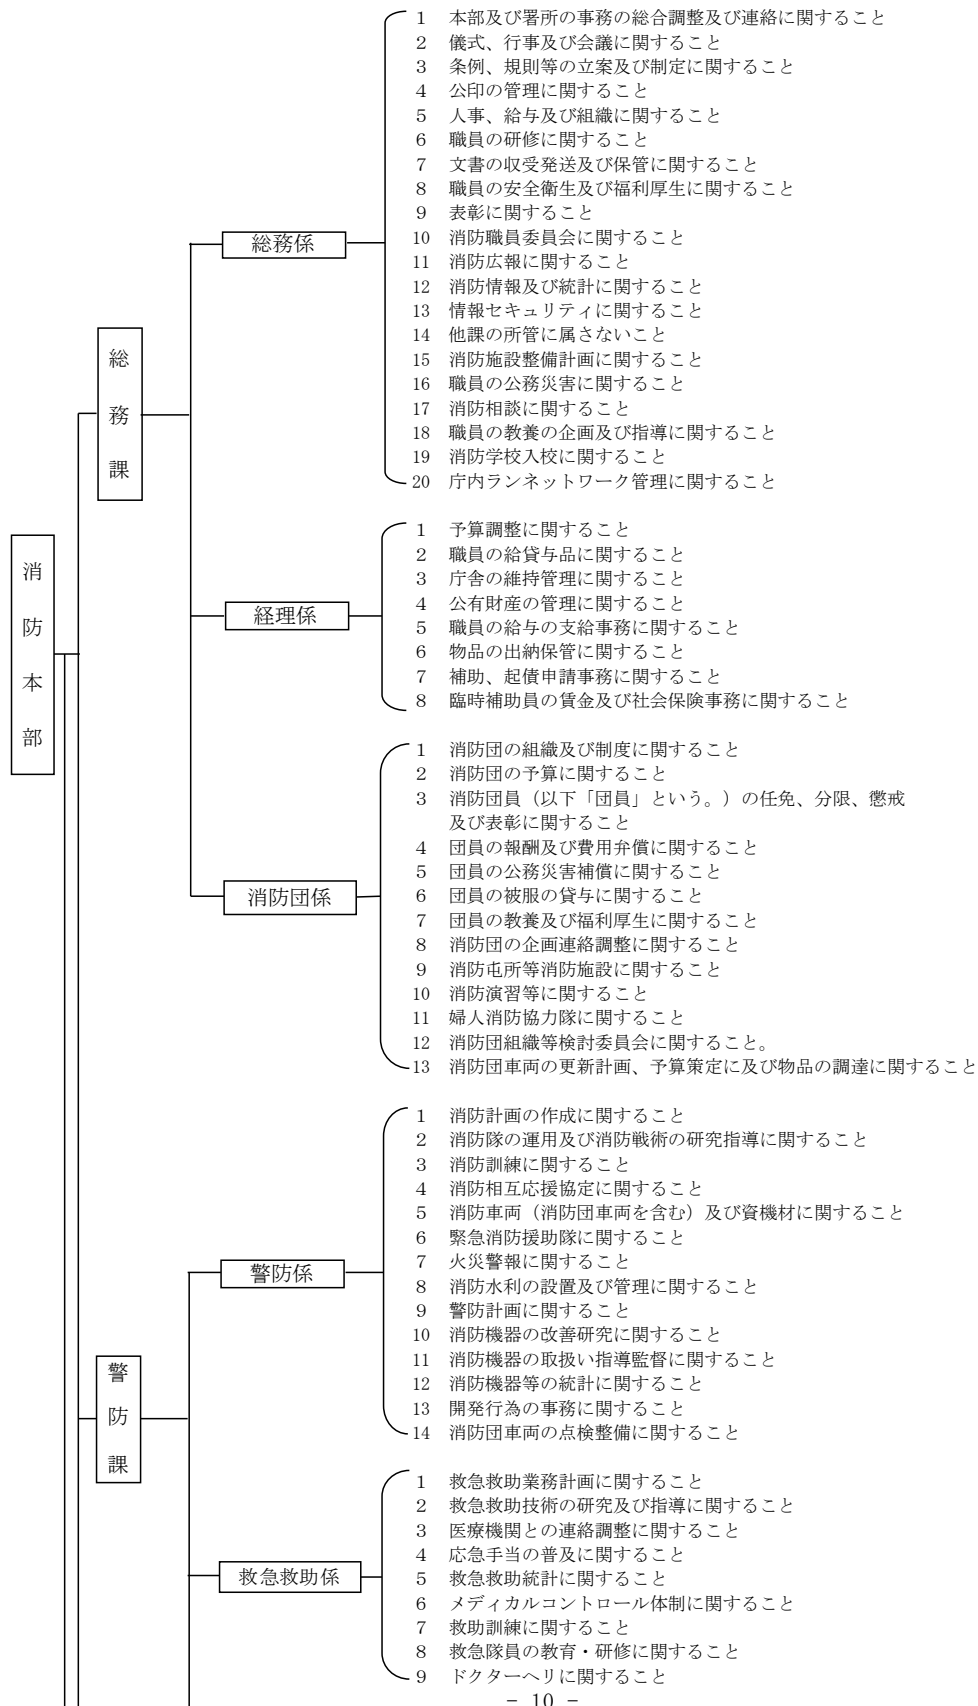 消防本部
総務課
総務係
1 本部及び署所の事務の総合調整及び連絡に関すること
2 儀式、行事及び会議に関すること
3 条例、規則等の立案及び制定に関すること
4 公印の管理に関すること
5 人事、給与及び組織に関すること
6 職員の研修に関すること
7 文書の収受発送及び保管に関すること
8 職員の安全衛生及び福利厚生に関すること
9 表彰に関すること
10 消防職員委員会に関すること
11 消防広報に関すること
12 消防情報及び統計に関すること
13 情報セキュリティに関すること
14 他課の所管に属さないこと
15 消防施設整備計画に関すること
16 職員の公務災害に関すること
17 消防相談に関すること
18 職員の教養の企画及び指導に関すること
19 消防学校入校に関すること
20 庁内ランネットワーク管理に関すること
経理係
1 予算調整に関すること
2 職員の給貸与品に関すること
3 庁舎の維持管理に関すること
4 公有財産の管理に関すること
5 職員の給与の支給事務に関すること
6 物品の出納保管に関すること
7 補助、起債申請事務に関すること
8 臨時補助員の賃金及び社会保険事務に関すること
消防団係
1 消防団の組織及び制度に関すること
2 消防団の予算に関すること
3 消防団員（以下「団員」という。）の任免、分限、懲戒
及び表彰に関すること
4 団員の報酬及び費用弁償に関すること
5 団員の公務災害補償に関すること
6 団員の被服の貸与に関すること
7 団員の教養及び福利厚生に関すること
8 消防団の企画連絡調整に関すること
9 消防屯所等消防施設に関すること
10 消防演習等に関すること
11 婦人消防協力隊に関すること
12 消防団組織等検討委員会に関すること。
13 消防団車両の更新計画、予算策定に及び物品の調達に関すること
警防課
警防係
1 消防計画の作成に関すること
2 消防隊の運用及び消防戦術の研究指導に関すること
3 消防訓練に関すること
4 消防相互応援協定に関すること
5 消防車両（消防団車両を含む）及び資機材に関すること
6 緊急消防援助隊に関すること
7 火災警報に関すること
8 消防水利の設置及び管理に関すること
9 警防計画に関すること
10 消防機器の改善研究に関すること
11 消防機器の取扱い指導監督に関すること
12 消防機器等の統計に関すること
13 開発行為の事務に関すること
14 消防団車両の点検整備に関すること
救急救助係
1 救急救助業務計画に関すること
2 救急救助技術の研究及び指導に関すること
3 医療機関との連絡調整に関すること
4 応急手当の普及に関すること
5 救急救助統計に関すること
6 メディカルコントロール体制に関すること
7 救助訓練に関すること
8 救急隊員の教育・研修に関すること
9 ドクターヘリに関すること
- 10 -